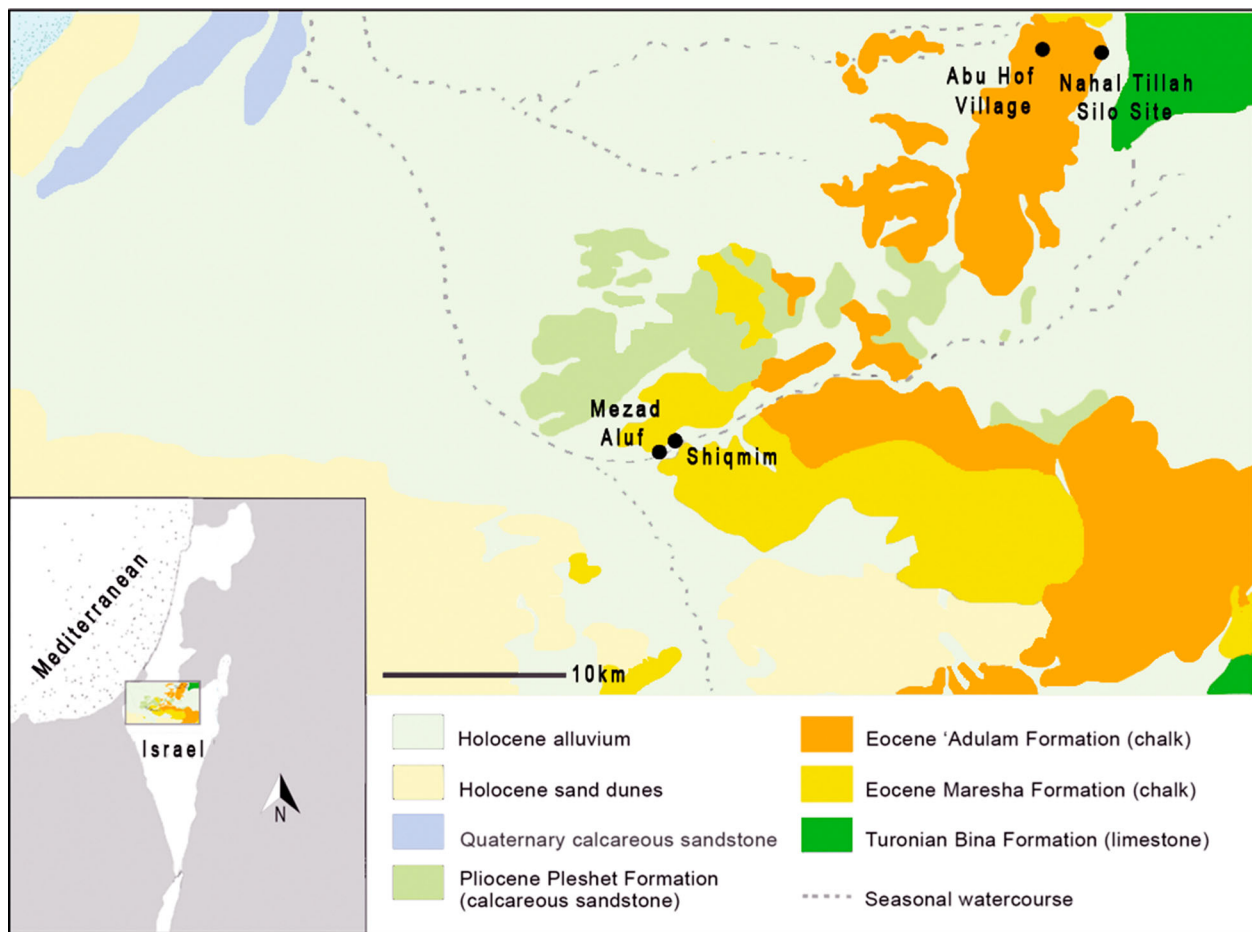 Abu Hof
Village
Nahal Tillah
Silo Site
Mezad
Aluf
Shiqmim
10km
Mediterranean
Israel
N
Holocene alluvium
Holocene sand dunes
Quaternary calcareous sandstone
Pliocene Pleshet Formation
(calcareous sandstone)
Eocene ‘Adulam Formation (chalk)
Eocene Maresha Formation (chalk)
Turonian Bina Formation (limestone)
Seasonal watercourse